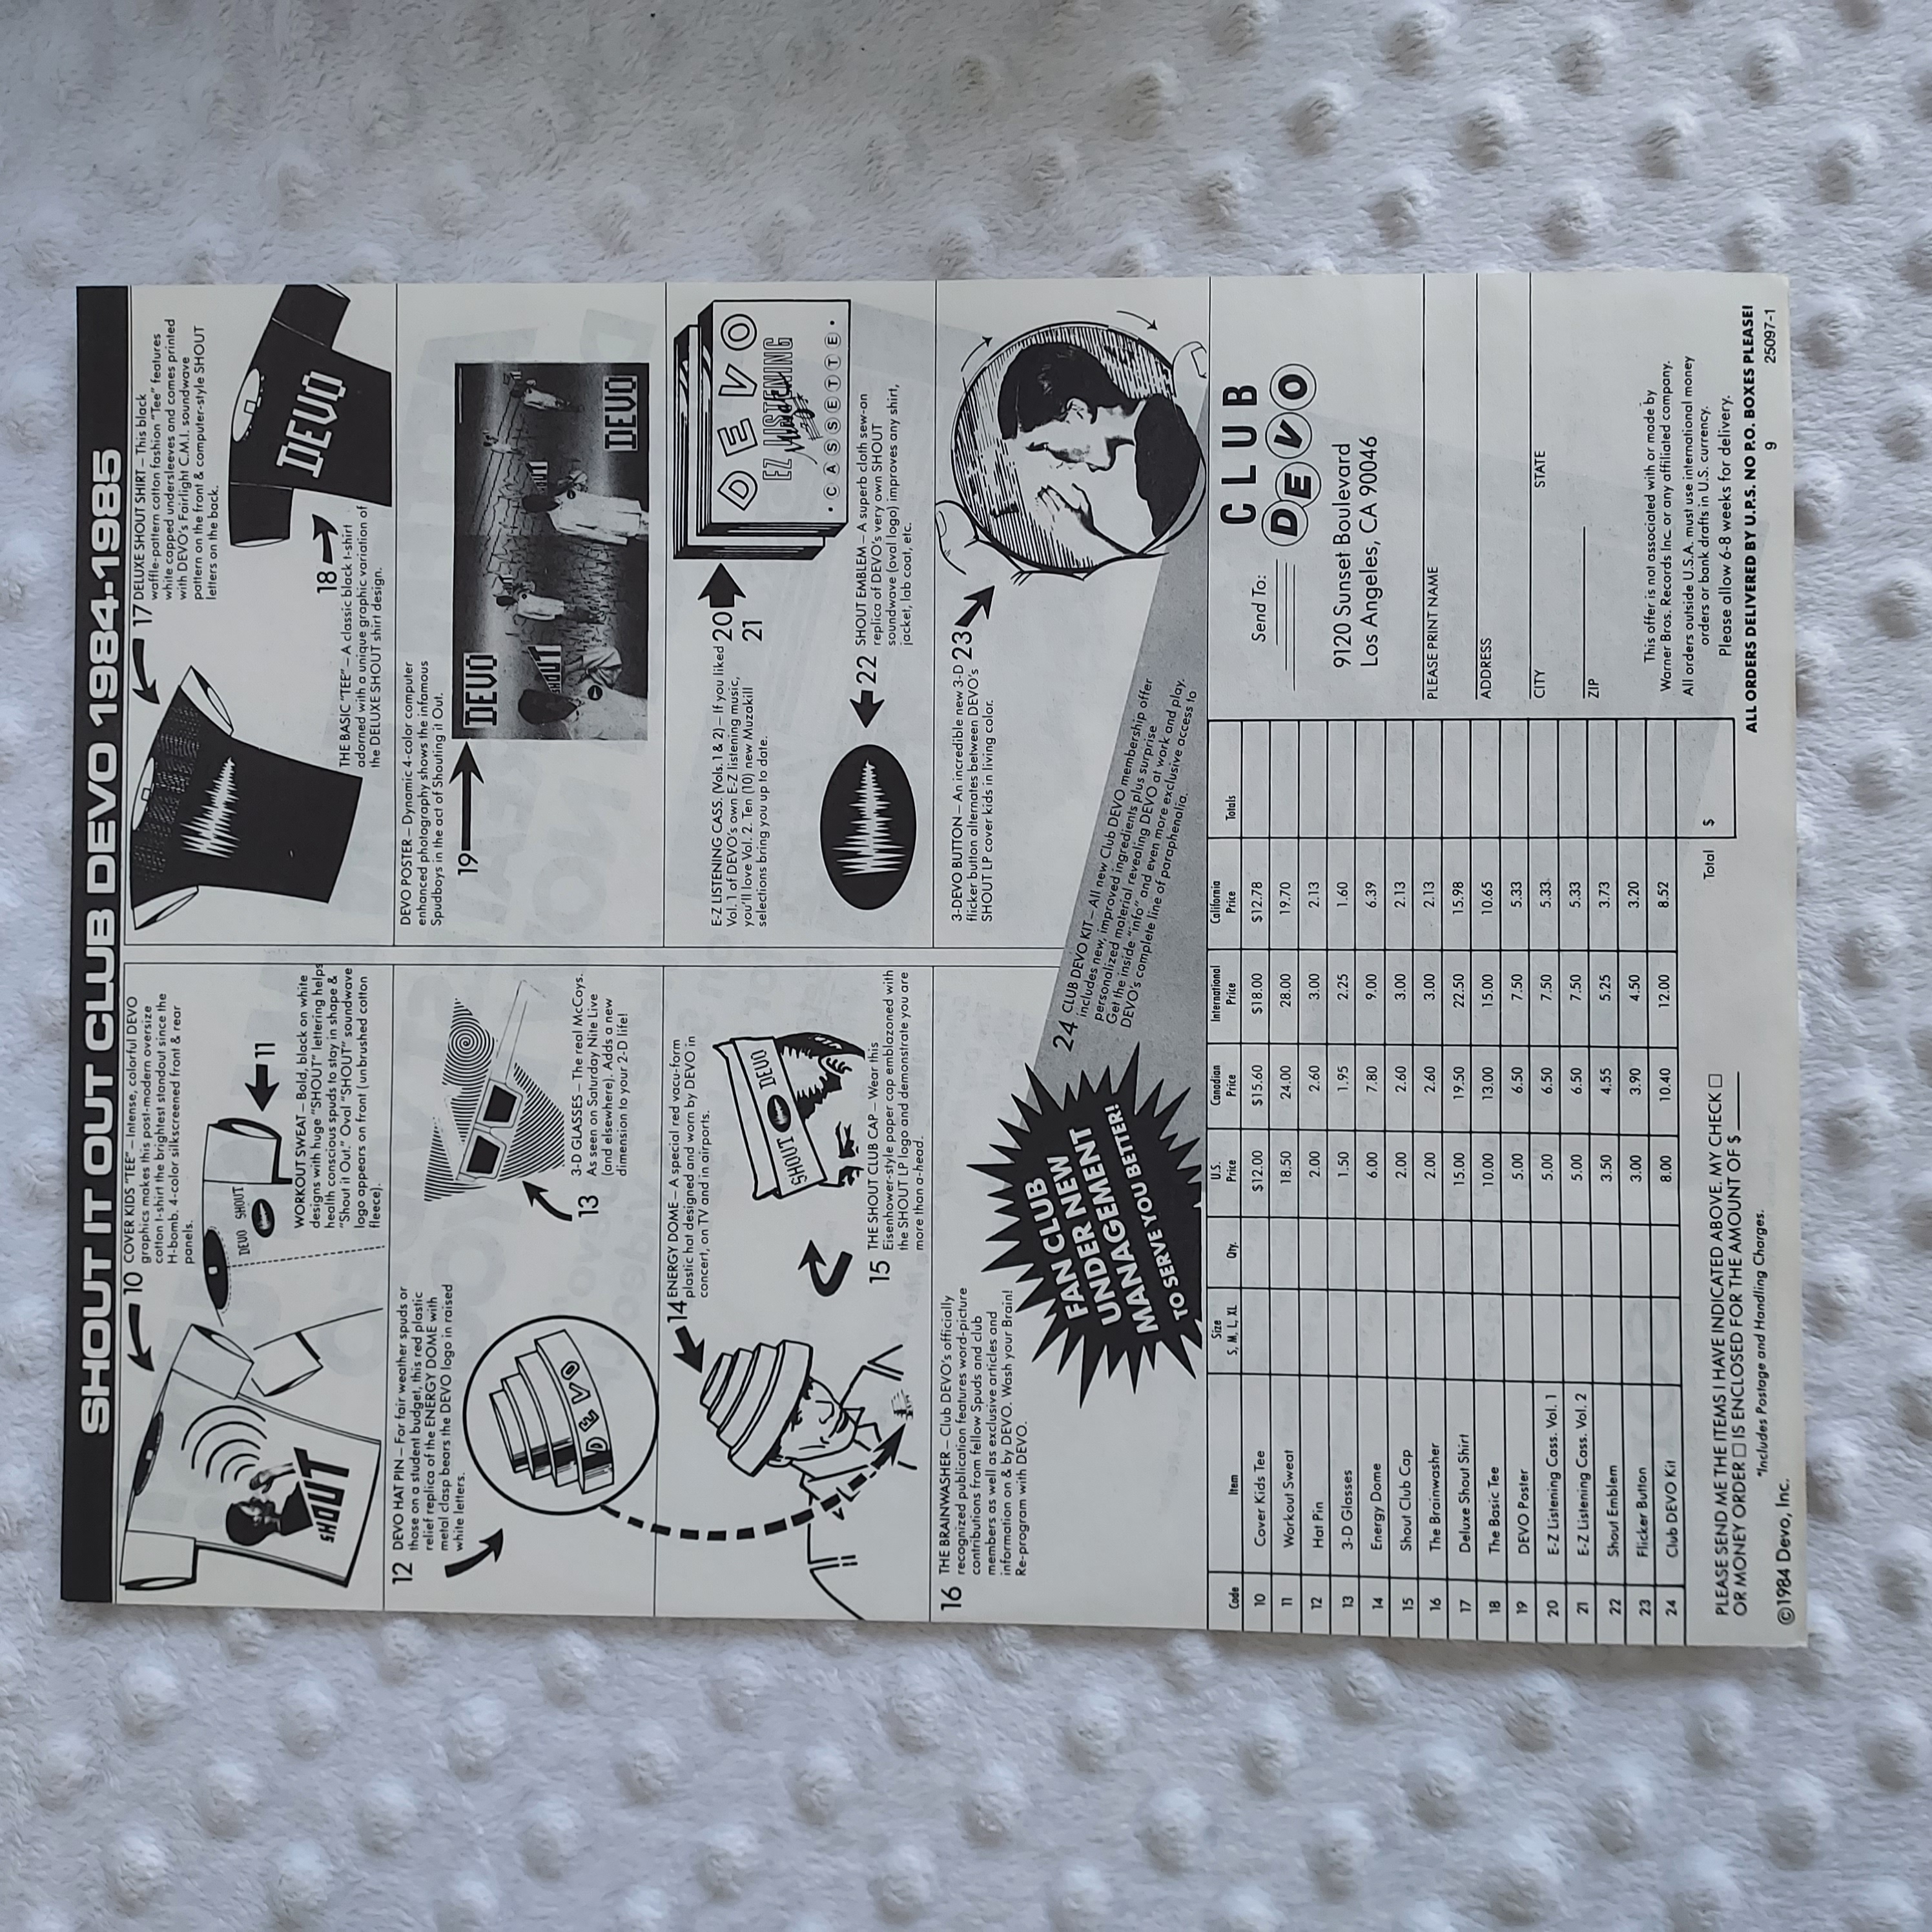 SHOUT IT OUT CLUB DEVO 1984-1985
10 COVER KIDS "TEE" – Intense, colorful DEVO
graphics makes this post-modern oversize
cotton t-shirt the brightest standout since the
H-bomb. 4-color silkscreened front & rear
panels.
SHOUT
11
DEVO SHOUT
WORKOUT SWEAT – Bold, black on white
designs with huge "SHOUT" lettering helps
health conscious spuds to stay in shape &
"Shout it Out." Oval "SHOUT" soundwave
logo appears on front (unbrushed cotton
fleece).
12 DEVO HAT PIN – For fair weather spuds or
those on a student budget, this red plastic
relief replica of the ENERGY DOME with
metal clasp bears the DEVO logo in raised
white letters.
DEVO
13 3-D GLASSES – The real McCoys.
As seen on Saturday Nite Live
(and elsewhere). Adds a new
dimension to your 2-D life!
14 ENERGY DOME – A special red vacu-form
plastic hat designed and worn by DEVO in
concert, on TV and in airports.
SHOUT DEVO
15 THE SHOUT CLUB CAP – Wear this
Eisenhower-style paper cap emblazoned with
the SHOUT LP logo and demonstrate you are
more than a-head.
16 THE BRAINWASHER – Club DEVO's officially
recognized publication features word-picture
contributions from fellow Spuds and club
members as well as exclusive articles and
information on & by DEVO. Wash your Brain!
Re-program with DEVO.
17 DELUXE SHOUT SHIRT – This black
waffle-pattern cotton fashion "Tee" features
white capped undersleeves and comes printed
with DEVO's Fairlight C.M.I. soundwave
pattern on the front & computer-style SHOUT
letters on the back.
18
DEVO
THE BASIC "TEE" – A classic black t-shirt
adorned with a unique graphic variation of
the DELUXE SHOUT shirt design.
DEVO POSTER – Dynamic 4-color computer
enhanced photography shows the infamous
Spudboys in the act of Shouting it Out.
19
DEVO
SHOUT
DEVO
E-Z LISTENING CASS. (Vols. 1 & 2) – If you liked 20
Vol. 1 of DEVO's own E-Z listening music, 21
you'll love Vol. 2. Ten (10) new Muzakill
selections bring you up to date.
DEVO
EZ LISTENING
Muzak
• CASSETTE •
22 SHOUT EMBLEM – A superb cloth sew-on
replica of DEVO's very own SHOUT
soundwave (oval logo) improves any shirt,
jacket, lab coat, etc.
3-DEVO BUTTON – An incredible new 3-D 23
flicker button alternates between DEVO's
SHOUT LP cover kids in living color.
FAN CLUB
UNDER NEW
MANAGEMENT
TO SERVE YOU BETTER!
24 CLUB DEVO KIT – All new Club DEVO membership offer
includes new, improved ingredients plus surprise
personalized material revealing DEVO at work and play.
Get the inside "info" and even more exclusive access to
DEVO's complete line of paraphenalia.
Code Item Size S, M, L, XL Qty. U.S. Price Canadian Price International Price California Price Totals
10 Cover Kids Tee $12.00 $15.60 $18.00 $12.78
11 Workout Sweat 18.50 24.00 28.00 19.70
12 Hat Pin 2.00 2.60 3.00 2.13
13 3-D Glasses 1.50 1.95 2.25 1.60
14 Energy Dome 6.00 7.80 9.00 6.39
15 Shout Club Cap 2.00 2.60 3.00 2.13
16 The Brainwasher 2.00 2.60 3.00 2.13
17 Deluxe Shout Shirt 15.00 19.50 22.50 15.98
18 The Basic Tee 10.00 13.00 15.00 10.65
19 DEVO Poster 5.00 6.50 7.50 5.33
20 E-Z Listening Cass. Vol. 1 5.00 6.50 7.50 5.33
21 E-Z Listening Cass. Vol. 2 5.00 6.50 7.50 5.33
22 Shout Emblem 3.50 4.55 5.25 3.73
23 Flicker Button 3.00 3.90 4.50 3.20
24 Club DEVO Kit 8.00 10.40 12.00 8.52
Total $
PLEASE SEND ME THE ITEMS I HAVE INDICATED ABOVE. MY CHECK □
OR MONEY ORDER □ IS ENCLOSED FOR THE AMOUNT OF $
*Includes Postage and Handling Charges.
©1984 Devo, Inc.
Send To:
CLUB
DEVO
9120 Sunset Boulevard
Los Angeles, CA 90046
PLEASE PRINT NAME
ADDRESS
CITY STATE
ZIP
This offer is not associated with or made by
Warner Bros. Records Inc. or any affiliated company.
All orders outside U.S.A. must use international money
orders or bank drafts in U.S. currency.
Please allow 6-8 weeks for delivery.
ALL ORDERS DELIVERED BY U.P.S. NO P.O. BOXES PLEASE!
9 25097-1